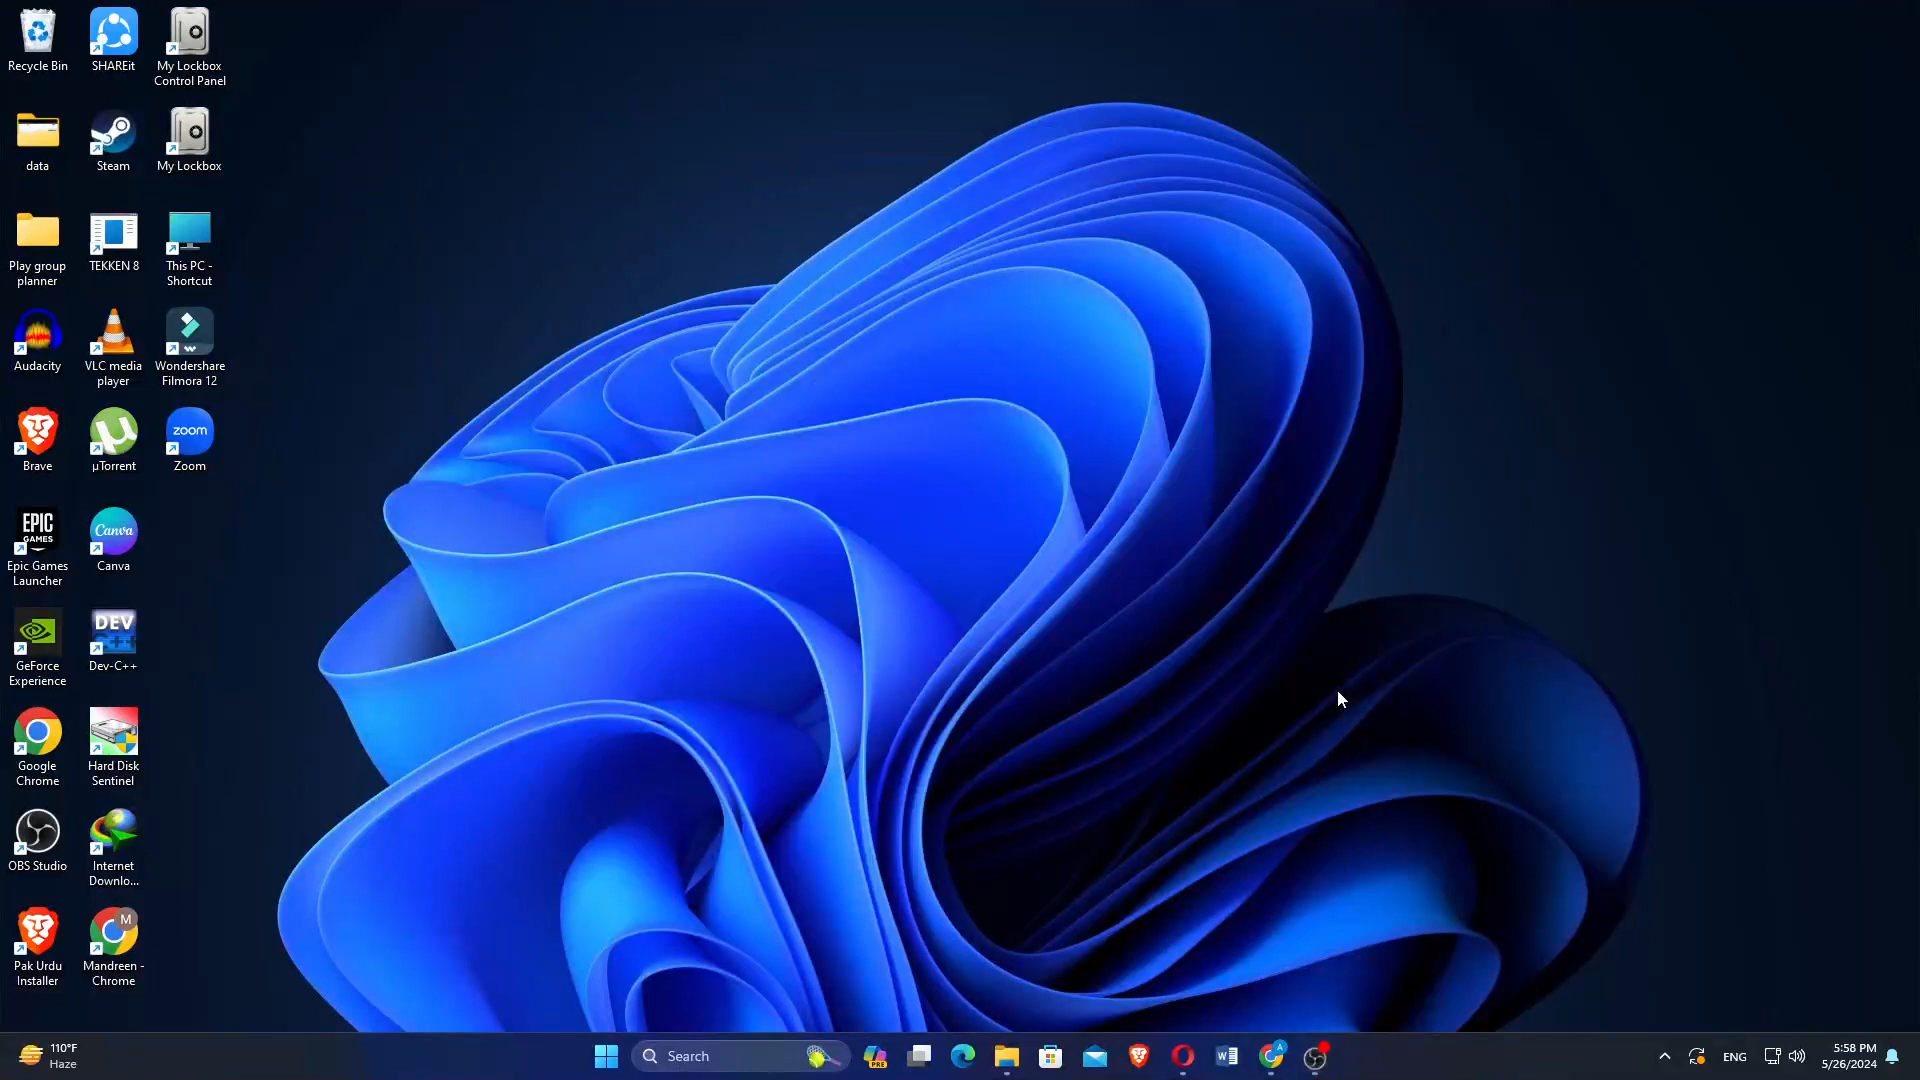 Recycle Bin
SHAREit
My Lockbox
Control Panel
data
Steam
My Lockbox
Play group
planner
TEKKEN 8
This PC -
Shortcut
Audacity
VLC media
player
Wondershare
Filmora 12
Brave
µTorrent
zoom
Zoom
EPIC
GAMES
Epic Games
Launcher
Canva
Canva
GeForce
Experience
DEV
C++
Dev-C++
Google
Chrome
Hard Disk
Sentinel
OBS Studio
Internet
Downlo...
Pak Urdu
Installer
M
Mandreen -
Chrome
110°F
Haze
Search
PRE
W
A
ENG
5:58 PM
5/26/2024